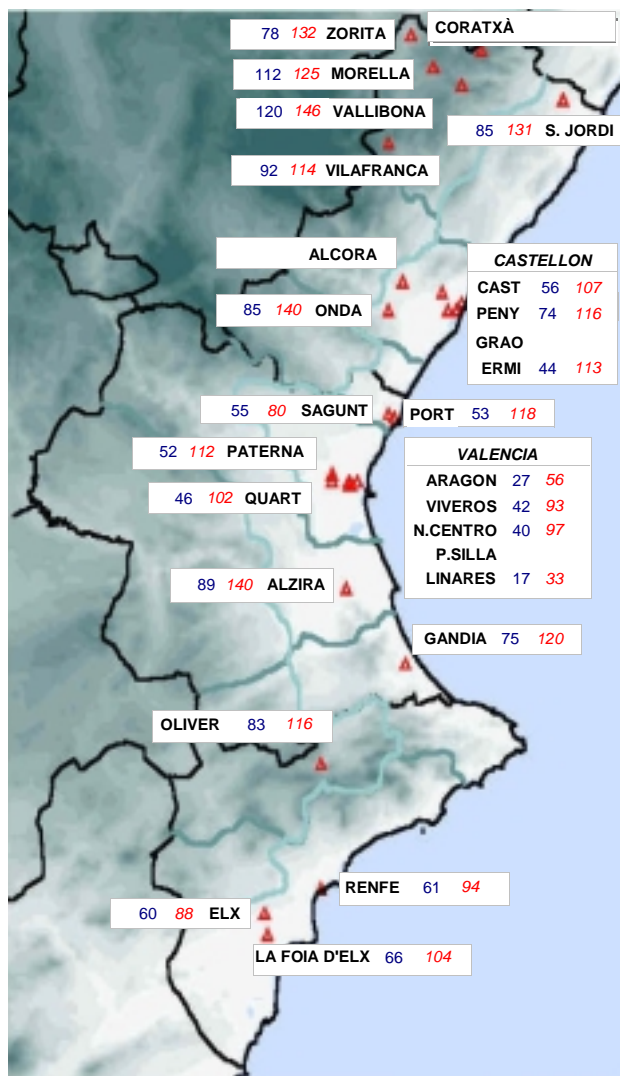 78 132 ZORITA
CORATXÀ
112 125 MORELLA
120 146 VALLIBONA
85 131 S. JORDI
92 114 VILAFRANCA
ALCORA
CASTELLON
CAST 56 107
PENY 74 116
GRAO
ERMI 44 113
85 140 ONDA
55 80 SAGUNT
PORT 53 118
52 112 PATERNA
46 102 QUART
VALENCIA
ARAGON 27 56
VIVEROS 42 93
N.CENTRO 40 97
P.SILLA
LINARES 17 33
89 140 ALZIRA
GANDIA 75 120
OLIVER 83 116
RENFE 61 94
60 88 ELX
LA FOIA D'ELX 66 104